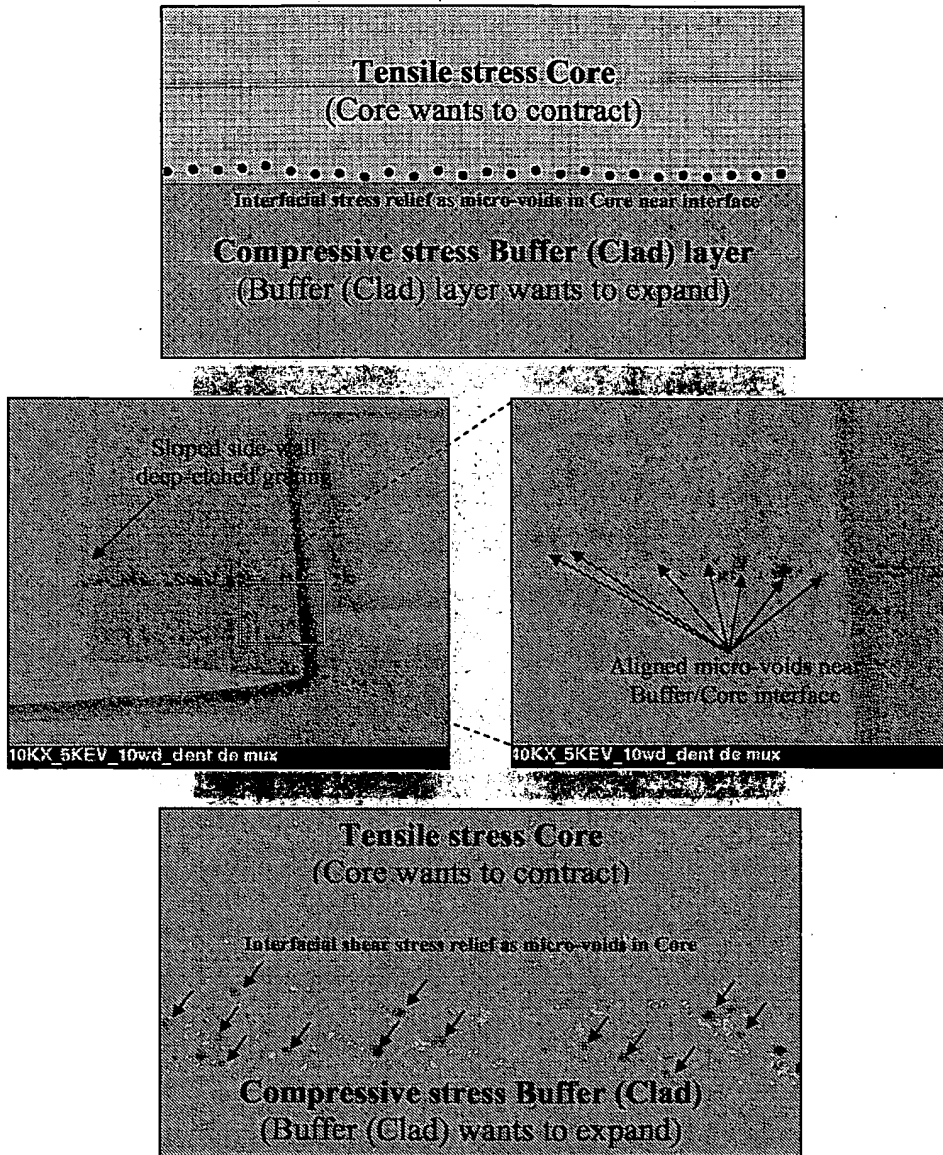 Tensile stress Core
(Core wants to contract)
Interfacial stress relief as micro-voids in Core near interface
Compressive stress Buffer (Clad) layer
(Buffer (Clad) layer wants to expand)
Sloped side-wall
deep-etched grating
Aligned micro-voids near
Buffer/Core interface
10KX_5KEV_10wd_dent de mux
40KX_5KEV_10wd_dent de mux
Tensile stress Core
(Core wants to contract)
Interfacial shear stress relief as micro-voids in Core
Compressive stress Buffer (Clad)
(Buffer (Clad) wants to expand)